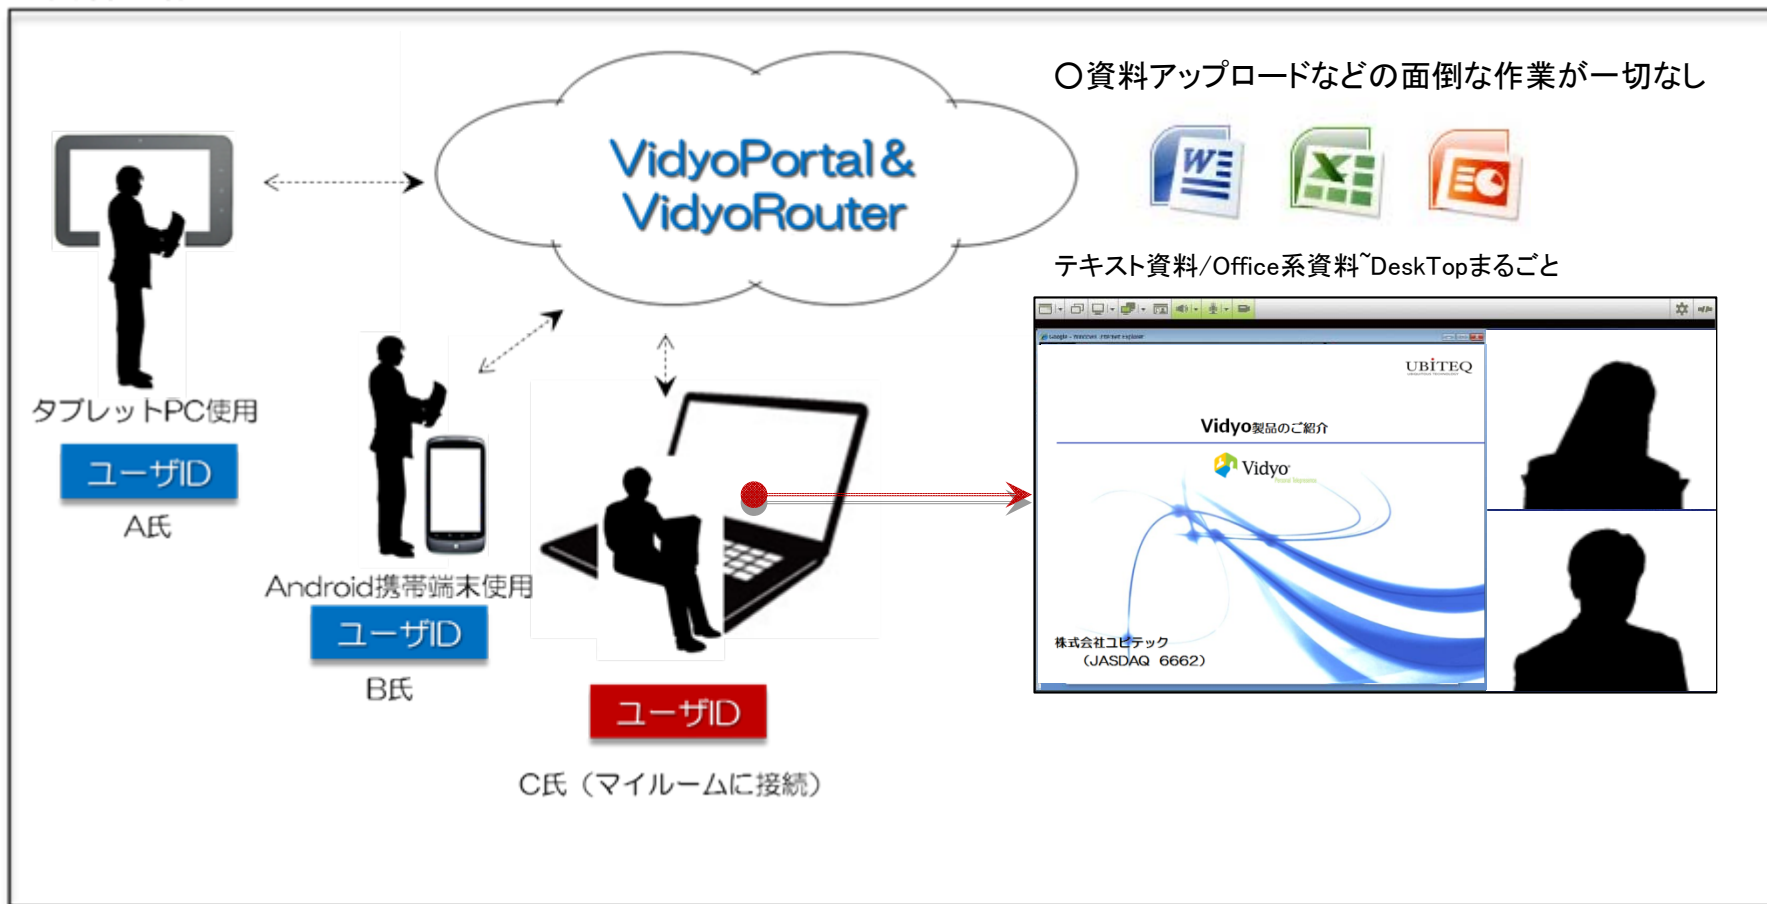 VidyoPortal&
VidyoRouter
タブレットPC使用
ユーザID
A氏
Android携帯端末使用
ユーザID
B氏
ユーザID
C氏（マイルームに接続）
〇資料アップロードなどの面倒な作業が一切なし
テキスト資料/Office系資料~DeskTopまるごと
UBiTEQ
Vidyo製品のご紹介
Vidyo
株式会社ユビテック
（JASDAQ 6662）